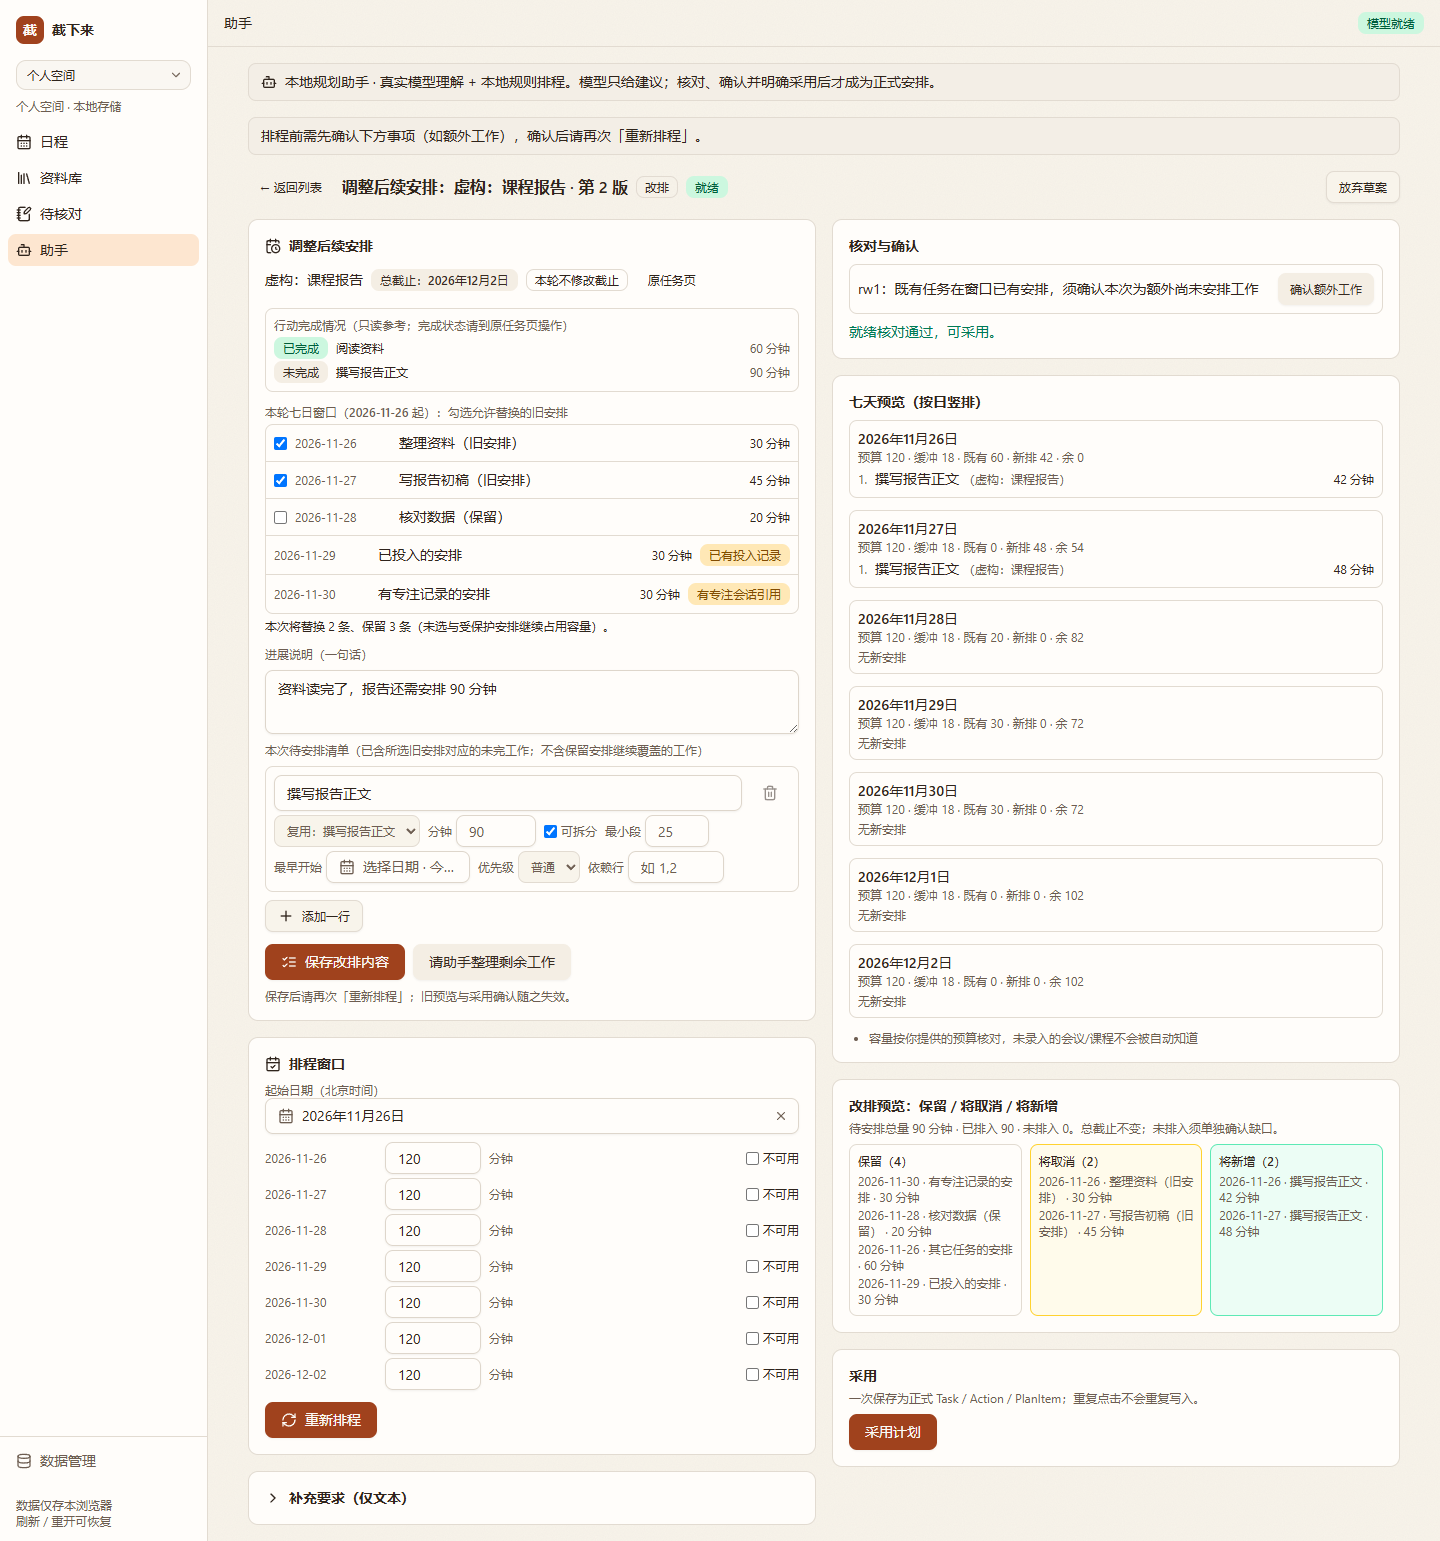 截 截下来
个人空间
个人空间 · 本地存储
日程
资料库
待核对
助手
数据管理
数据仅存本浏览器
刷新 / 重开可恢复
助手
模型就绪
本地规划助手 · 真实模型理解 + 本地规则排程。模型只给建议；核对、确认并明确采用后才成为正式安排。
排程前需先确认下方事项（如额外工作），确认后请再次「重新排程」。
← 返回列表 调整后续安排：虚构：课程报告 · 第 2 版 改排 就绪 放弃草案
调整后续安排
虚构：课程报告 总截止：2026年12月2日 本轮不修改截止 原任务页
行动完成情况（只读参考；完成状态请到原任务页操作）
已完成 阅读资料 60 分钟
未完成 撰写报告正文 90 分钟
本轮七日窗口（2026-11-26 起）：勾选允许替换的旧安排
2026-11-26 整理资料（旧安排） 30 分钟
2026-11-27 写报告初稿（旧安排） 45 分钟
2026-11-28 核对数据（保留） 20 分钟
2026-11-29 已投入的安排 30 分钟 已有投入记录
2026-11-30 有专注记录的安排 30 分钟 有专注会话引用
本次将替换 2 条、保留 3 条（未选与受保护安排继续占用容量）。
进展说明（一句话）
资料读完了，报告还需安排 90 分钟
本次待安排清单（已含所选旧安排对应的未完工作；不含保留安排继续覆盖的工作）
撰写报告正文
复用：撰写报告正文 分钟 90 可拆分 最小段 25
最早开始 选择日期 · 今... 优先级 普通 依赖行 如 1,2
添加一行
保存改排内容 请助手整理剩余工作
保存后请再次「重新排程」；旧预览与采用确认随之失效。
排程窗口
起始日期（北京时间）
2026年11月26日
2026-11-26 120 分钟 不可用
2026-11-27 120 分钟 不可用
2026-11-28 120 分钟 不可用
2026-11-29 120 分钟 不可用
2026-11-30 120 分钟 不可用
2026-12-01 120 分钟 不可用
2026-12-02 120 分钟 不可用
重新排程
补充要求（仅文本）
核对与确认
rw1：既有任务在窗口已有安排，须确认本次为额外尚未安排工作 确认额外工作
就绪核对通过，可采用。
七天预览（按日竖排）
2026年11月26日
预算 120 · 缓冲 18 · 既有 60 · 新排 42 · 余 0
1. 撰写报告正文 （虚构：课程报告） 42 分钟
2026年11月27日
预算 120 · 缓冲 18 · 既有 0 · 新排 48 · 余 54
1. 撰写报告正文 （虚构：课程报告） 48 分钟
2026年11月28日
预算 120 · 缓冲 18 · 既有 20 · 新排 0 · 余 82
无新安排
2026年11月29日
预算 120 · 缓冲 18 · 既有 30 · 新排 0 · 余 72
无新安排
2026年11月30日
预算 120 · 缓冲 18 · 既有 30 · 新排 0 · 余 72
无新安排
2026年12月1日
预算 120 · 缓冲 18 · 既有 0 · 新排 0 · 余 102
无新安排
2026年12月2日
预算 120 · 缓冲 18 · 既有 0 · 新排 0 · 余 102
无新安排
• 容量按你提供的预算核对，未录入的会议/课程不会被自动知道
改排预览：保留 / 将取消 / 将新增
待安排总量 90 分钟 · 已排入 90 · 未排入 0。总截止不变；未排入须单独确认缺口。
保留（4）
2026-11-30 · 有专注记录的安
排 · 30 分钟
2026-11-28 · 核对数据（保
留） · 20 分钟
2026-11-26 · 其它任务的安排
· 60 分钟
2026-11-29 · 已投入的安排 ·
30 分钟
将取消（2）
2026-11-26 · 整理资料（旧安
排） · 30 分钟
2026-11-27 · 写报告初稿（旧
安排） · 45 分钟
将新增（2）
2026-11-26 · 撰写报告正文 ·
42 分钟
2026-11-27 · 撰写报告正文 ·
48 分钟
采用
一次保存为正式 Task / Action / PlanItem；重复点击不会重复写入。
采用计划